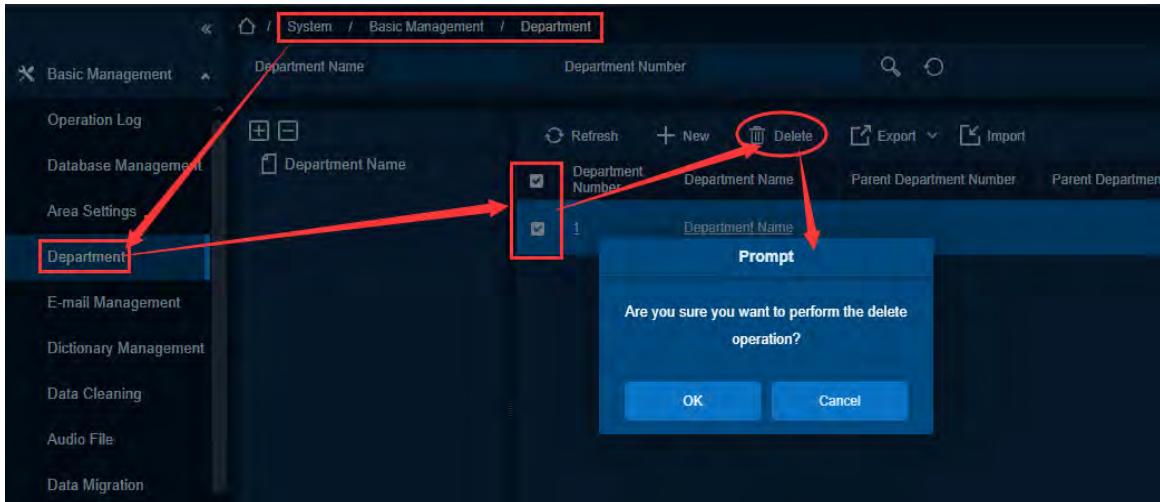 « / System / Basic Management / Department
Basic Management
Department Name Department Number
Operation Log
Database Management
Area Settings
Department
E-mail Management
Dictionary Management
Data Cleaning
Audio File
Data Migration
Department Name
Refresh New Delete Export Import
Department Number Department Name Parent Department Number Parent Departmen
1 Department Name
Prompt
Are you sure you want to perform the delete
operation?
OK Cancel